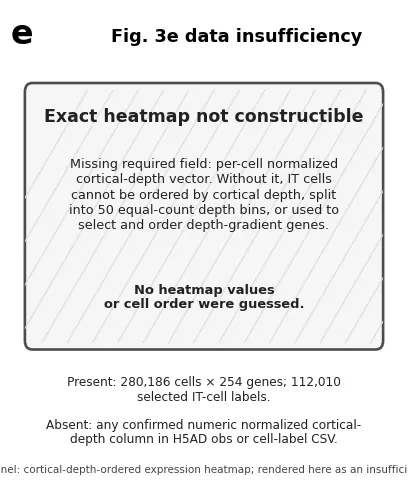 e
Fig. 3e data insufficiency
Exact heatmap not constructible
Missing required field: per-cell normalized
cortical-depth vector. Without it, IT cells
cannot be ordered by cortical depth, split
into 50 equal-count depth bins, or used to
select and order depth-gradient genes.
No heatmap values
or cell order were guessed.
Present: 280,186 cells × 254 genes; 112,010
selected IT-cell labels.
Absent: any confirmed numeric normalized cortical-
depth column in H5AD obs or cell-label CSV.
nel: cortical-depth-ordered expression heatmap; rendered here as an insuffici